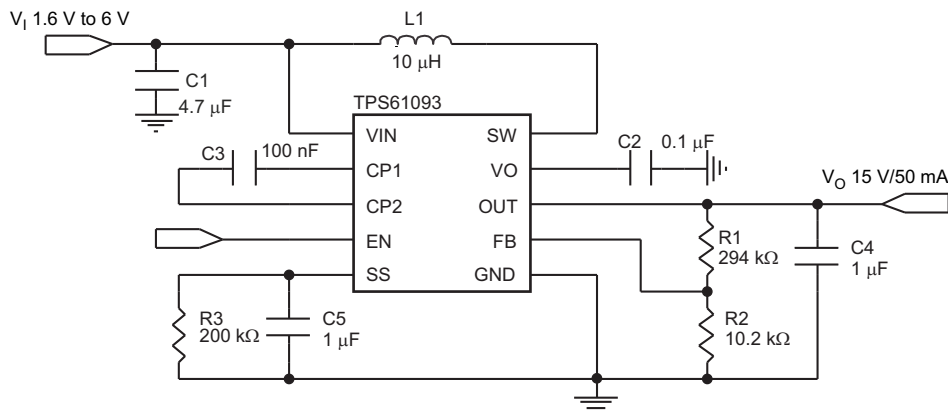 V_I 1.6 V to 6 V
L1
10 μH
C1
4.7 μF
TPS61093
C3
100 nF
C2
0.1 μF
VIN
SW
CP1
VO
V_O 15 V/50 mA
CP2
OUT
EN
FB
R1
294 kΩ
C4
1 μF
SS
GND
R3
200 kΩ
C5
1 μF
R2
10.2 kΩ